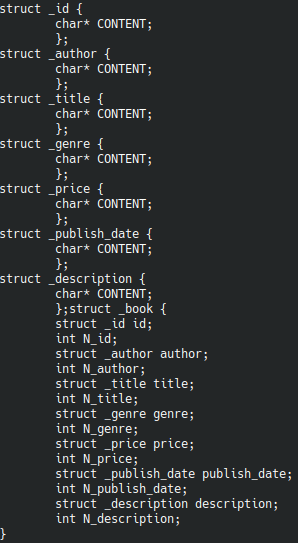 struct _id {
        char* CONTENT;
        };
struct _author {
        char* CONTENT;
        };
struct _title {
        char* CONTENT;
        };
struct _genre {
        char* CONTENT;
        };
struct _price {
        char* CONTENT;
        };
struct _publish_date {
        char* CONTENT;
        };
struct _description {
        char* CONTENT;
        };struct _book {
        struct _id id;
        int N_id;
        struct _author author;
        int N_author;
        struct _title title;
        int N_title;
        struct _genre genre;
        int N_genre;
        struct _price price;
        int N_price;
        struct _publish_date publish_date;
        int N_publish_date;
        struct _description description;
        int N_description;
}